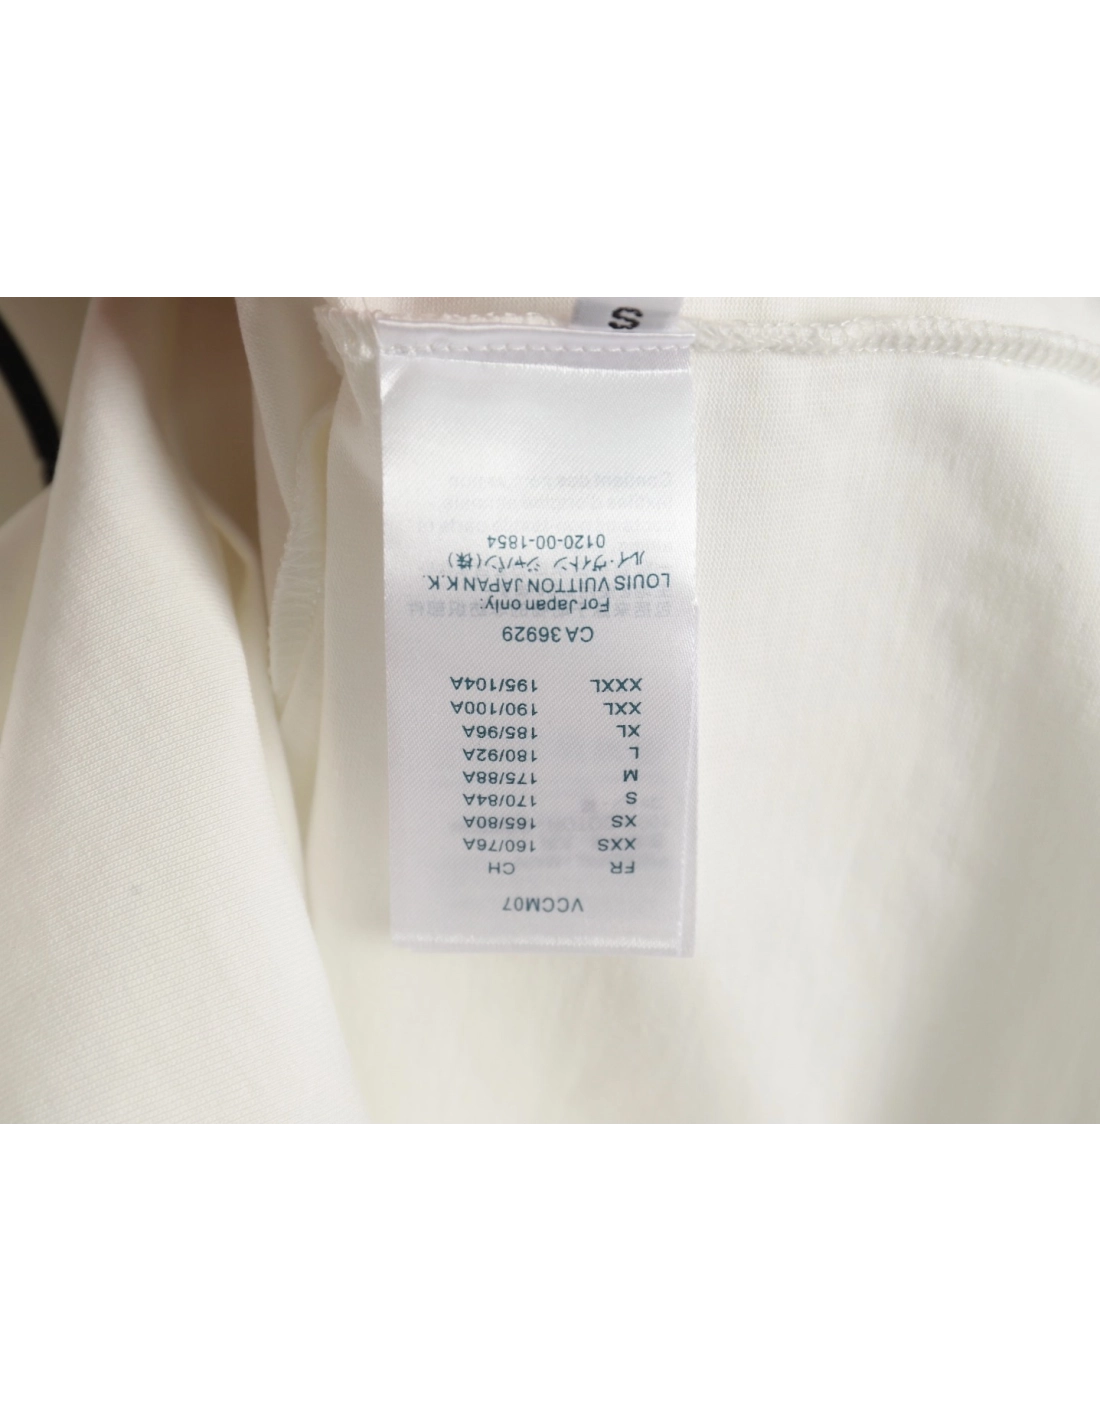 VCCM07
FR CH
XXS 160/76A
XS 165/80A
S 170/84A
M 175/88A
L 180/92A
XL 185/96A
XXL 190/100A
XXXL 195/104A
CA 36929
For Japan only:
LOUIS VUITTON JAPAN K.K.
ルイ・ヴィトン ジャパン(株)
0120-00-1854
S